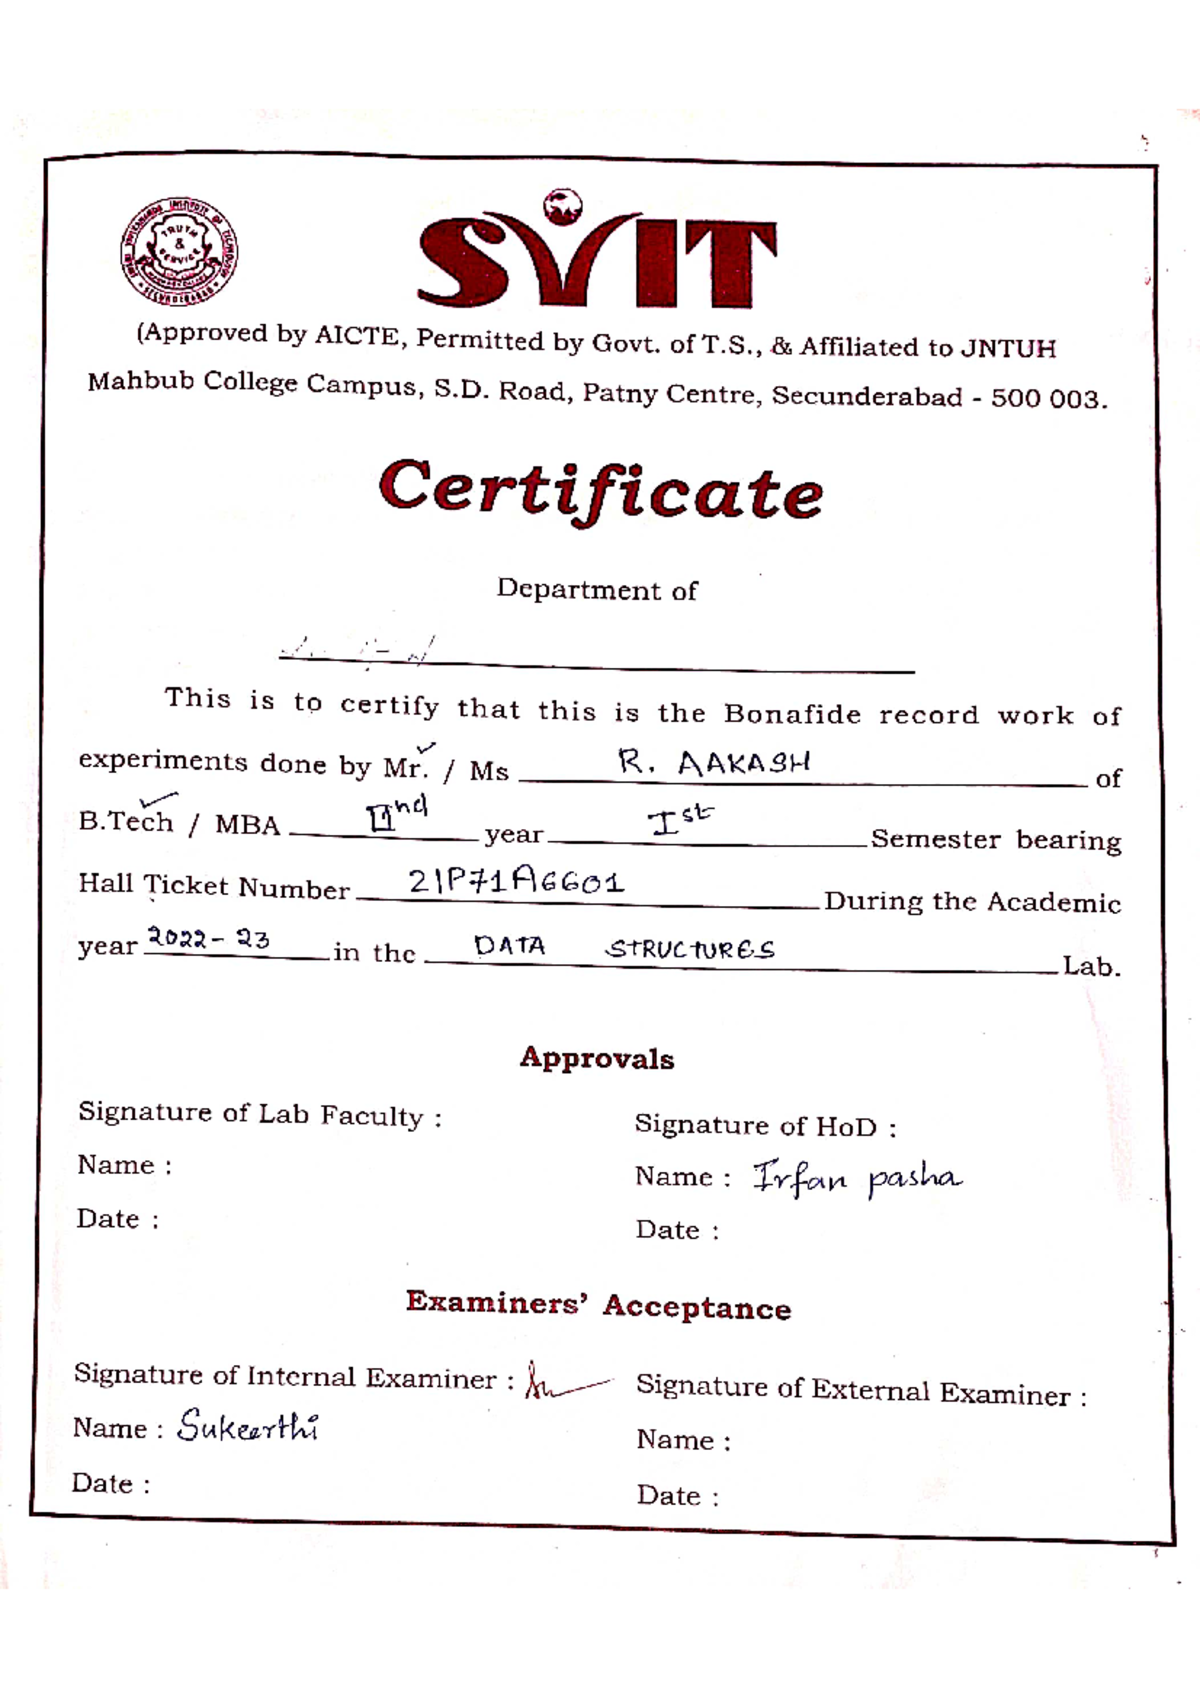 SVIT
TRUTH & SERVICE
(Approved by AICTE, Permitted by Govt. of T.S., & Affiliated to JNTUH
Mahbub College Campus, S.D. Road, Patny Centre, Secunderabad - 500 003.
Certificate
Department of
This is to certify that this is the Bonafide record work of
experiments done by Mr. / Ms R. AAKASH of
B.Tech / MBA IInd year Ist Semester bearing
Hall Ticket Number 21P71A6601 During the Academic
year 2022-23 in the DATA STRUCTURES Lab.
Approvals
Signature of Lab Faculty :
Name :
Date :
Signature of HoD :
Name : Irfan pasha
Date :
Examiners' Acceptance
Signature of Internal Examiner :
Name : Sukeerthi
Date :
Signature of External Examiner :
Name :
Date :